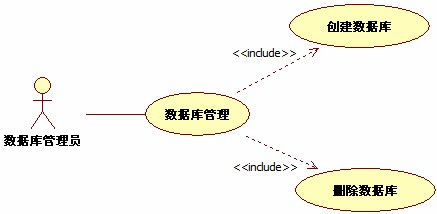 创建数据库
<<include>>
数据库管理
数据库管理员
<<include>>
删除数据库